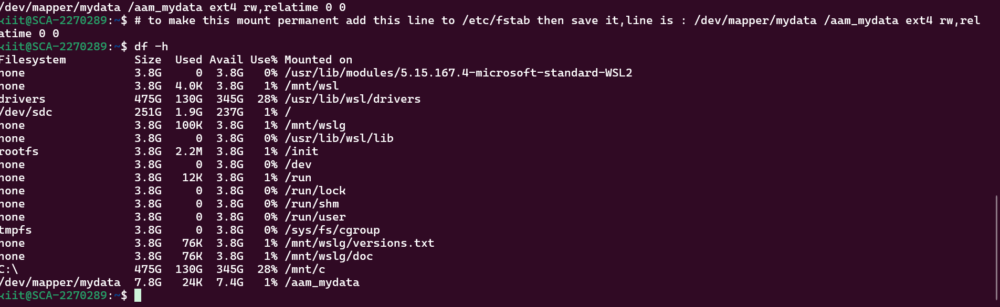 /dev/mapper/mydata /aam_mydata ext4 rw,relatime 0 0
kiit@SCA-2270289:~$ # to make this mount permanent add this line to /etc/fstab then save it,line is : /dev/mapper/mydata /aam_mydata ext4 rw,rel
atime 0 0
kiit@SCA-2270289:~$ df -h
Filesystem          Size  Used Avail Use% Mounted on
none                3.8G     0  3.8G   0% /usr/lib/modules/5.15.167.4-microsoft-standard-WSL2
none                3.8G  4.0K  3.8G   1% /mnt/wsl
drivers             475G  130G  345G  28% /usr/lib/wsl/drivers
/dev/sdc            251G  1.9G  237G   1% /
none                3.8G  100K  3.8G   1% /mnt/wslg
none                3.8G     0  3.8G   0% /usr/lib/wsl/lib
rootfs              3.8G  2.2M  3.8G   1% /init
none                3.8G     0  3.8G   0% /dev
none                3.8G   12K  3.8G   1% /run
none                3.8G     0  3.8G   0% /run/lock
none                3.8G     0  3.8G   0% /run/shm
none                3.8G     0  3.8G   0% /run/user
tmpfs               3.8G     0  3.8G   0% /sys/fs/cgroup
none                3.8G   76K  3.8G   1% /mnt/wslg/versions.txt
none                3.8G   76K  3.8G   1% /mnt/wslg/doc
C:\                 475G  130G  345G  28% /mnt/c
/dev/mapper/mydata  7.8G   24K  7.4G   1% /aam_mydata
kiit@SCA-2270289:~$